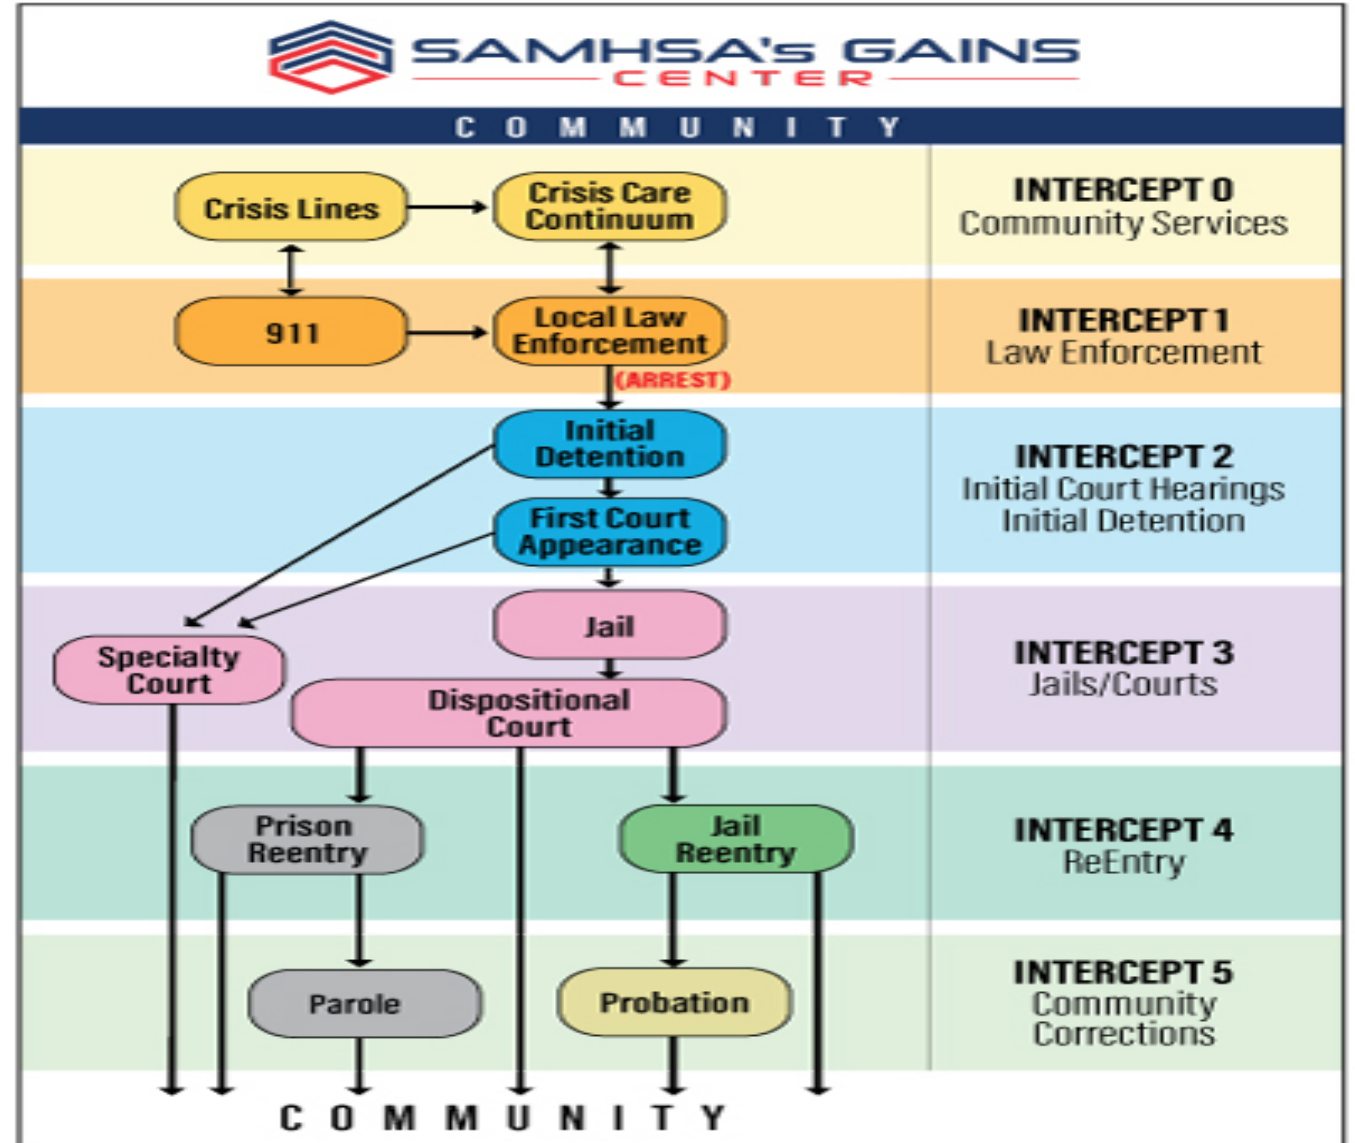 SAMHSA's GAINS
CENTER
COMMUNITY
Crisis Lines
Crisis Care
Continuum
INTERCEPT 0
Community Services
911
Local Law
Enforcement
(ARREST)
INTERCEPT 1
Law Enforcement
Initial
Detention
First Court
Appearance
INTERCEPT 2
Initial Court Hearings
Initial Detention
Jail
Specialty
Court
Dispositional
Court
INTERCEPT 3
Jails/Courts
Prison
Reentry
Jail
Reentry
INTERCEPT 4
ReEntry
Parole
Probation
INTERCEPT 5
Community
Corrections
COMMUNITY